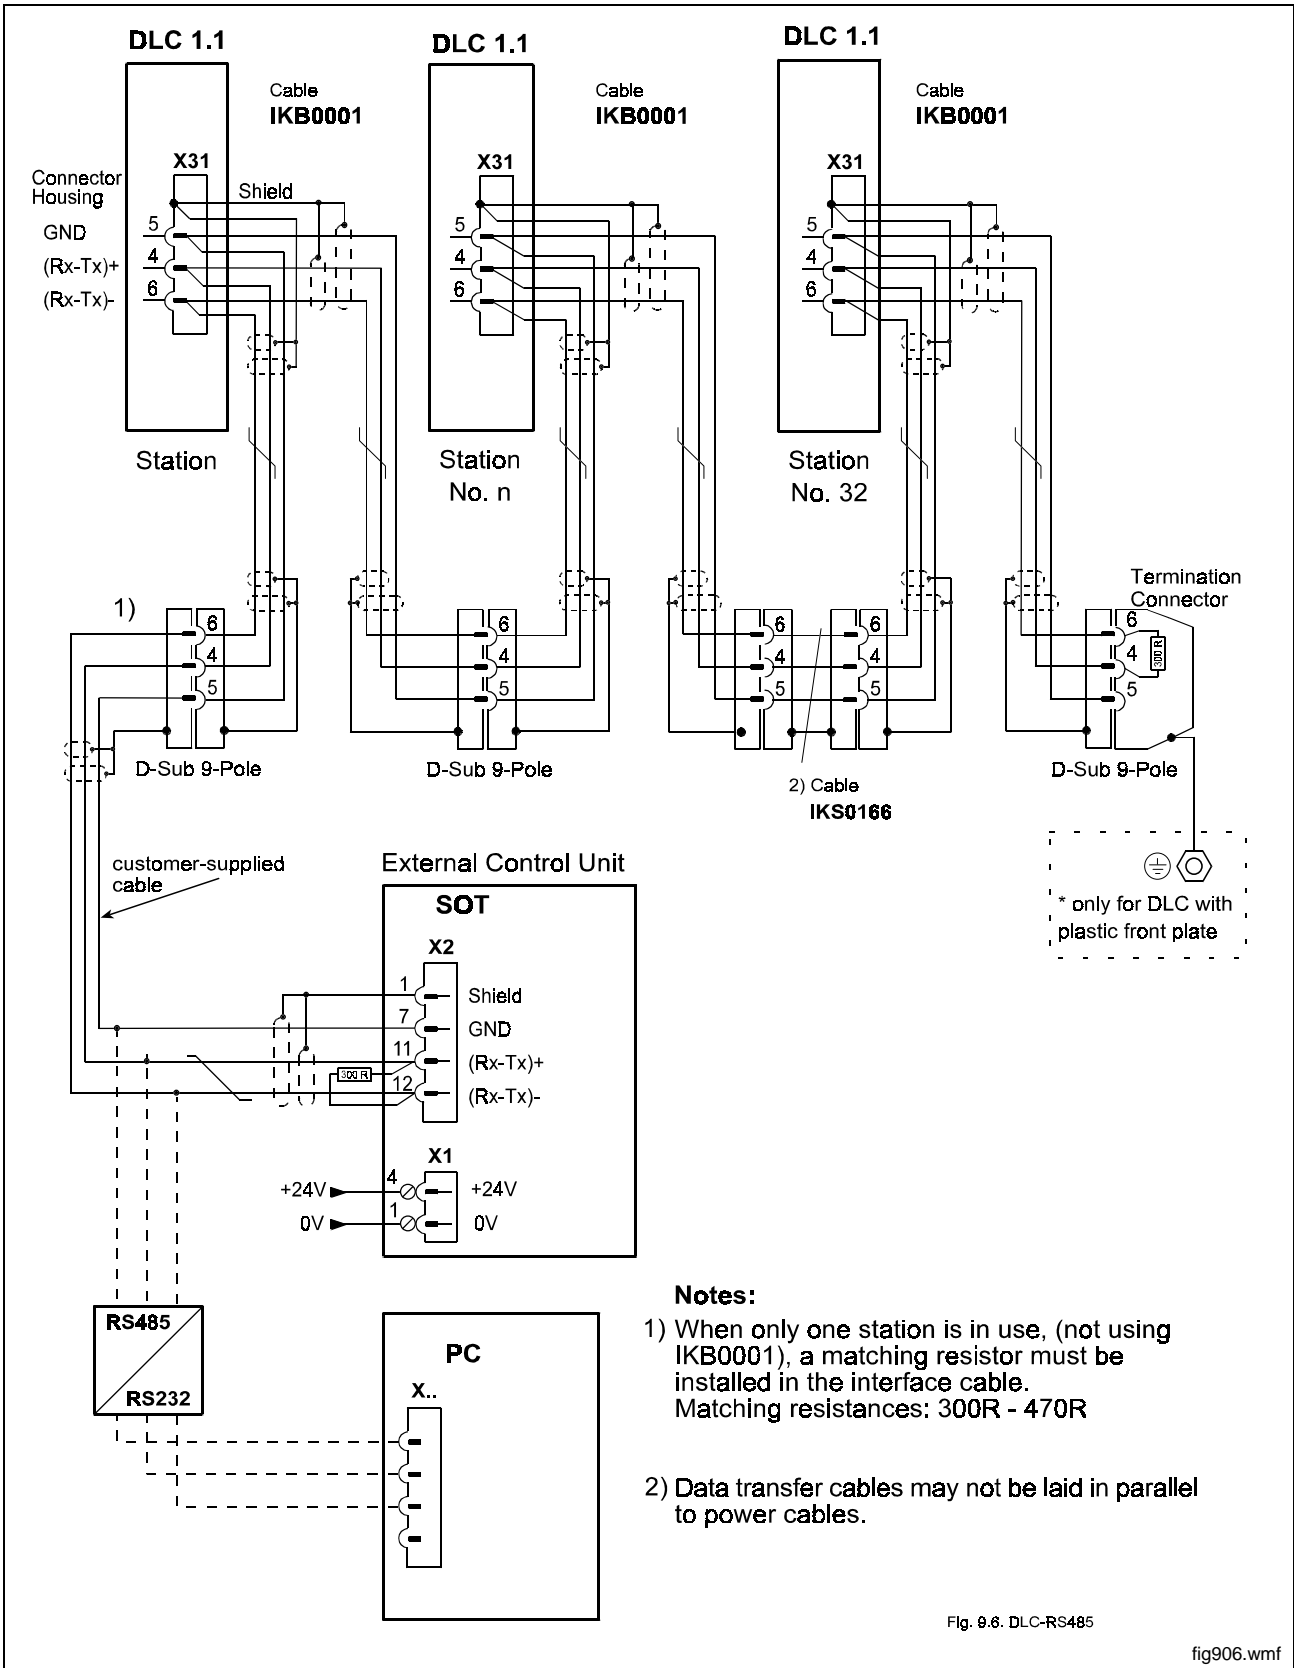 DLC 1.1
DLC 1.1
DLC 1.1
Cable
IKB0001
Cable
IKB0001
Cable
IKB0001
X31
X31
X31
Connector
Housing
Shield
GND
5
(Rx-Tx)+
4
(Rx-Tx)-
6
5
4
6
5
4
6
Station
Station
No. n
Station
No. 32
1)
6
4
5
D-Sub 9-Pole
6
4
5
D-Sub 9-Pole
6
4
5
6
4
5
2) Cable
IKS0166
Termination
Connector
6
4
5
300 R
D-Sub 9-Pole
* only for DLC with
plastic front plate
customer-supplied
cable
External Control Unit
SOT
X2
1
Shield
7
GND
11
(Rx-Tx)+
300 R
12
(Rx-Tx)-
X1
+24V
4
+24V
0V
1
0V
RS485
RS232
PC
X..
Notes:
1) When only one station is in use, (not using
IKB0001), a matching resistor must be
installed in the interface cable.
Matching resistances: 300R - 470R
2) Data transfer cables may not be laid in parallel
to power cables.
Fig. 9.6. DLC-RS485
fig906.wmf